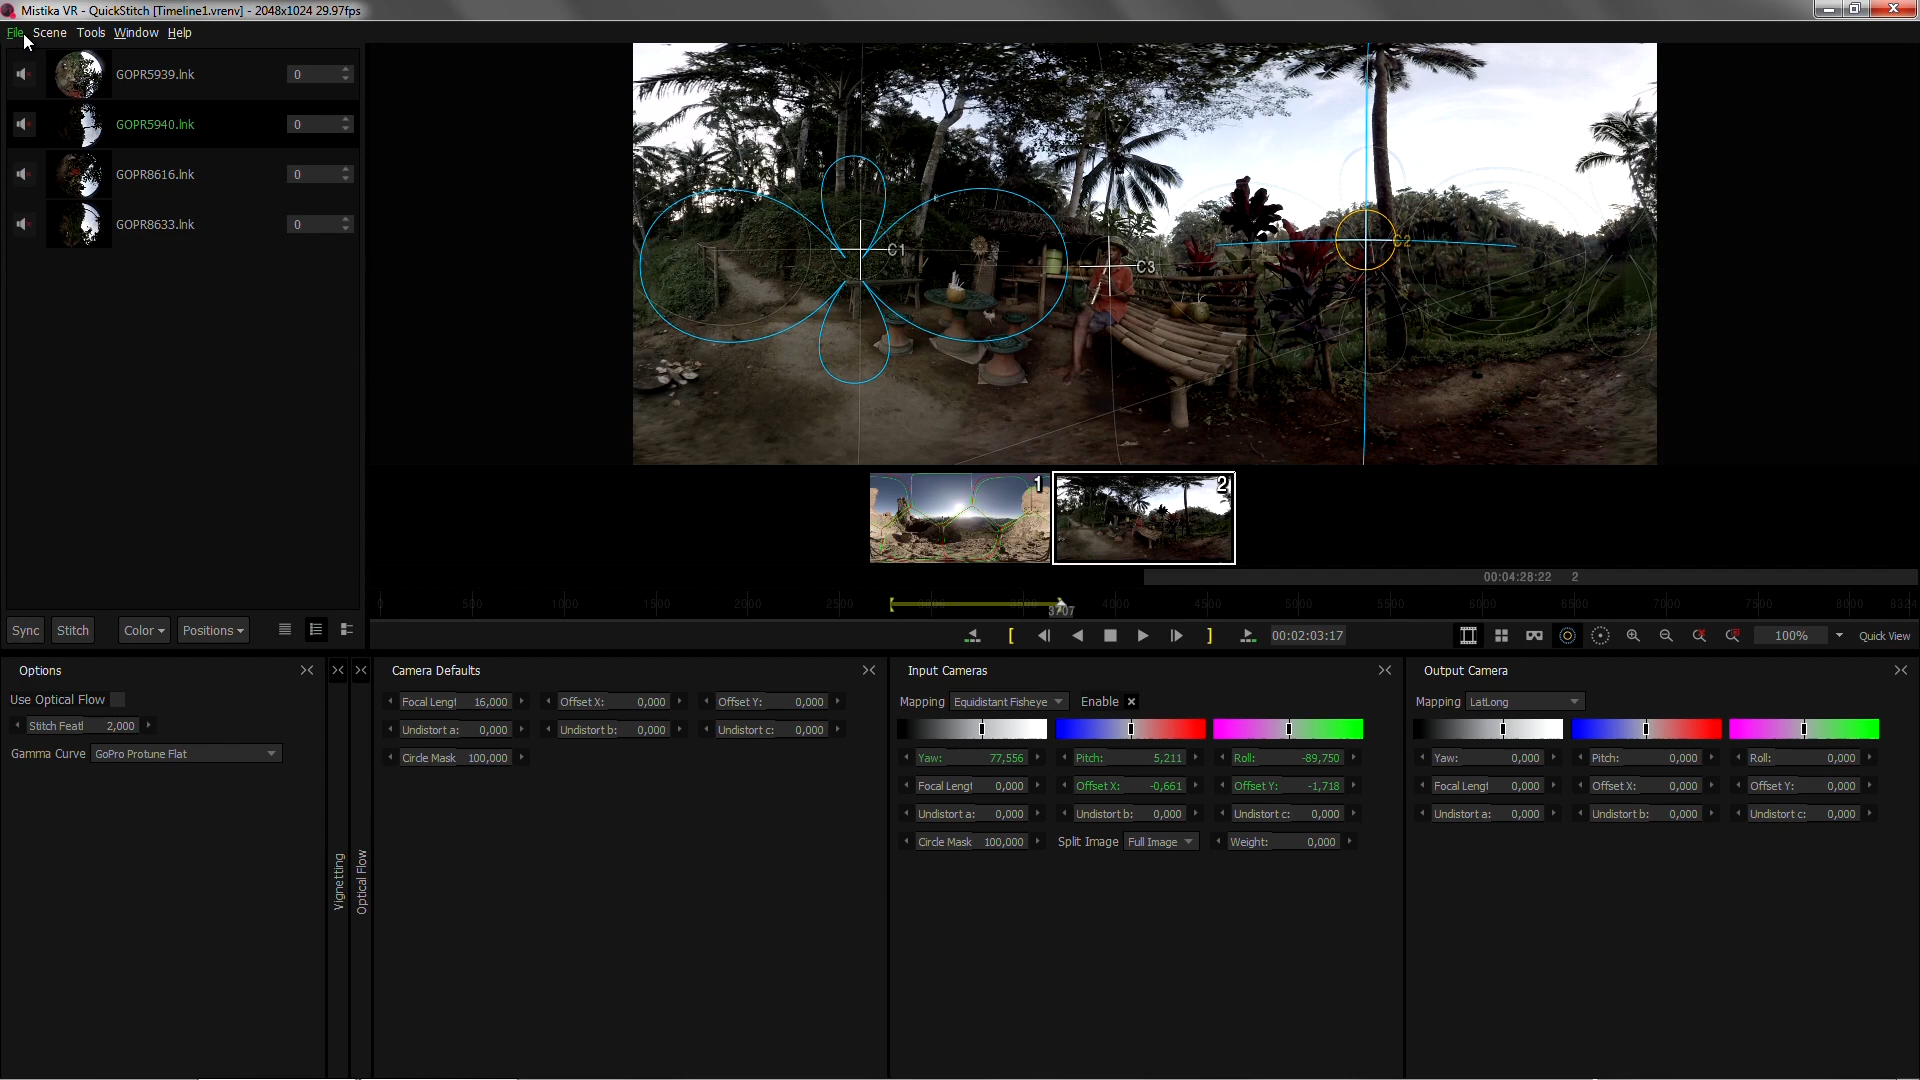 Mistika VR - QuickStitch [Timeline1.vrenv] - 2048x1024 29.97fps
File Scene Tools Window Help
GOPR5939.lnk 0
GOPR5940.lnk 0
GOPR8616.lnk 0
GOPR8633.lnk 0
C1
C3
C2
1
2
00:04:28:22 2
0 500 1000 1500 2000 2500 3000 3500 4000 4500 5000 5500 6000 6500 7000 7500 8000 8324
3707
Sync Stitch Color Positions
[ ] 00:02:03:17 100% Quick View
Options
Use Optical Flow
Stitch Featl 2,000
Gamma Curve GoPro Protune Flat
Vignetting
Optical Flow
Camera Defaults
Focal Lengt 16,000 Offset X: 0,000 Offset Y: 0,000
Undistort a: 0,000 Undistort b: 0,000 Undistort c: 0,000
Circle Mask 100,000
Input Cameras
Mapping Equidistant Fisheye Enable
Yaw: 77,556 Pitch: 5,211 Roll: -89,750
Focal Lengt 0,000 Offset X: -0,661 Offset Y: -1,718
Undistort a: 0,000 Undistort b: 0,000 Undistort c: 0,000
Circle Mask 100,000 Split Image Full Image Weight: 0,000
Output Camera
Mapping LatLong
Yaw: 0,000 Pitch: 0,000 Roll: 0,000
Focal Lengt 0,000 Offset X: 0,000 Offset Y: 0,000
Undistort a: 0,000 Undistort b: 0,000 Undistort c: 0,000